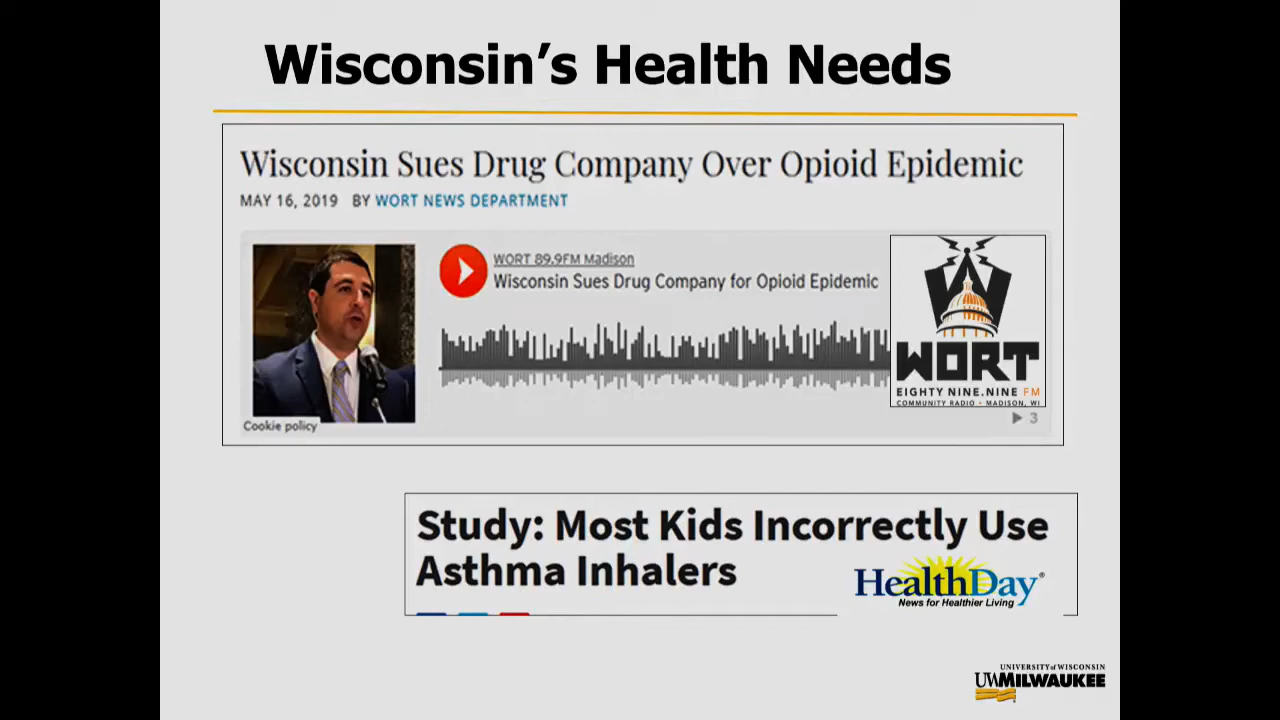 Wisconsin's Health Needs
Wisconsin Sues Drug Company Over Opioid Epidemic
MAY 16, 2019 BY WORT NEWS DEPARTMENT
WORT 89.9FM Madison
Wisconsin Sues Drug Company for Opioid Epidemic
WORT
EIGHTY NINE.NINE FM
COMMUNITY RADIO - MADISON, WI
Cookie policy
3
Study: Most Kids Incorrectly Use
Asthma Inhalers
HealthDay®
News for Healthier Living
UNIVERSITY of WISCONSIN
UWMILWAUKEE